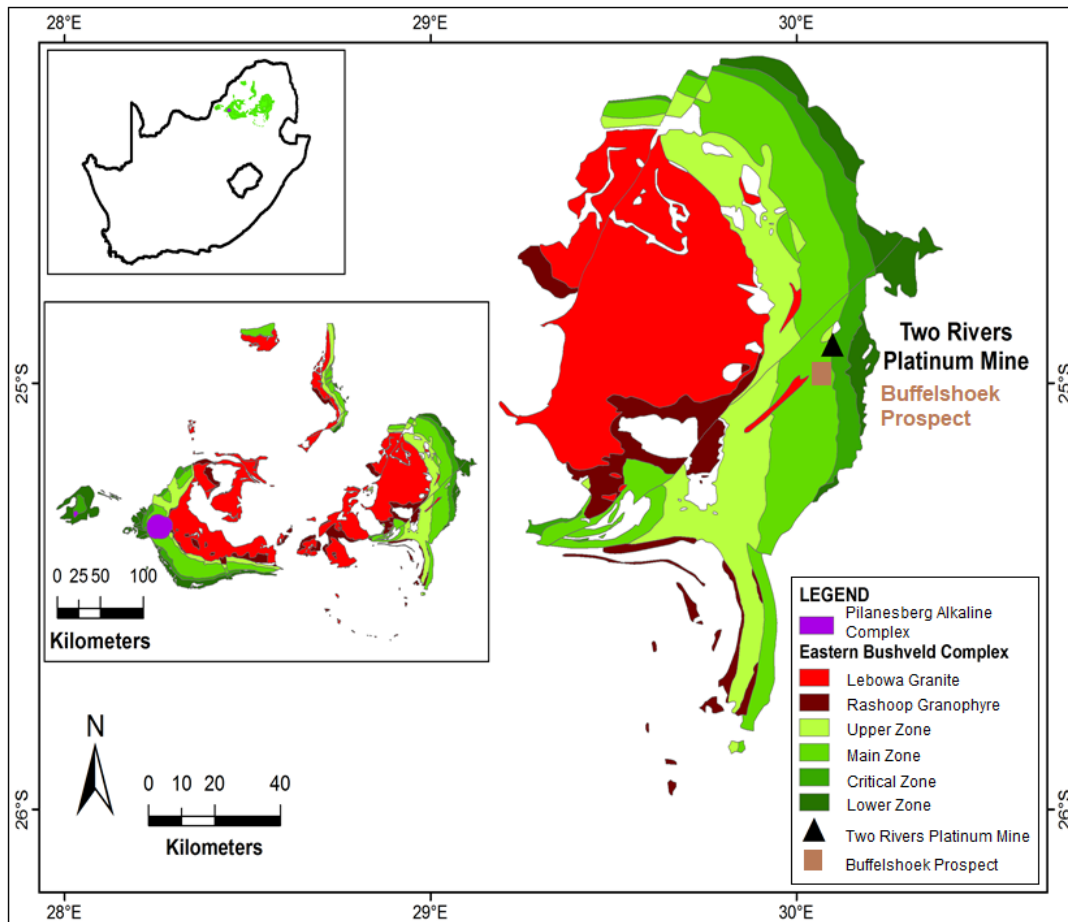 28°E
29°E
30°E
25°S
25°S
26°S
26°S
Two Rivers
Platinum Mine
Buffelshoek
Prospect
0 25 50 100
Kilometers
N
0 10 20 40
Kilometers
LEGEND
Pilanesberg Alkaline
Complex
Eastern Bushveld Complex
Lebowa Granite
Rashoop Granophyre
Upper Zone
Main Zone
Critical Zone
Lower Zone
Two Rivers Platinum Mine
Buffelshoek Prospect
28°E
29°E
30°E